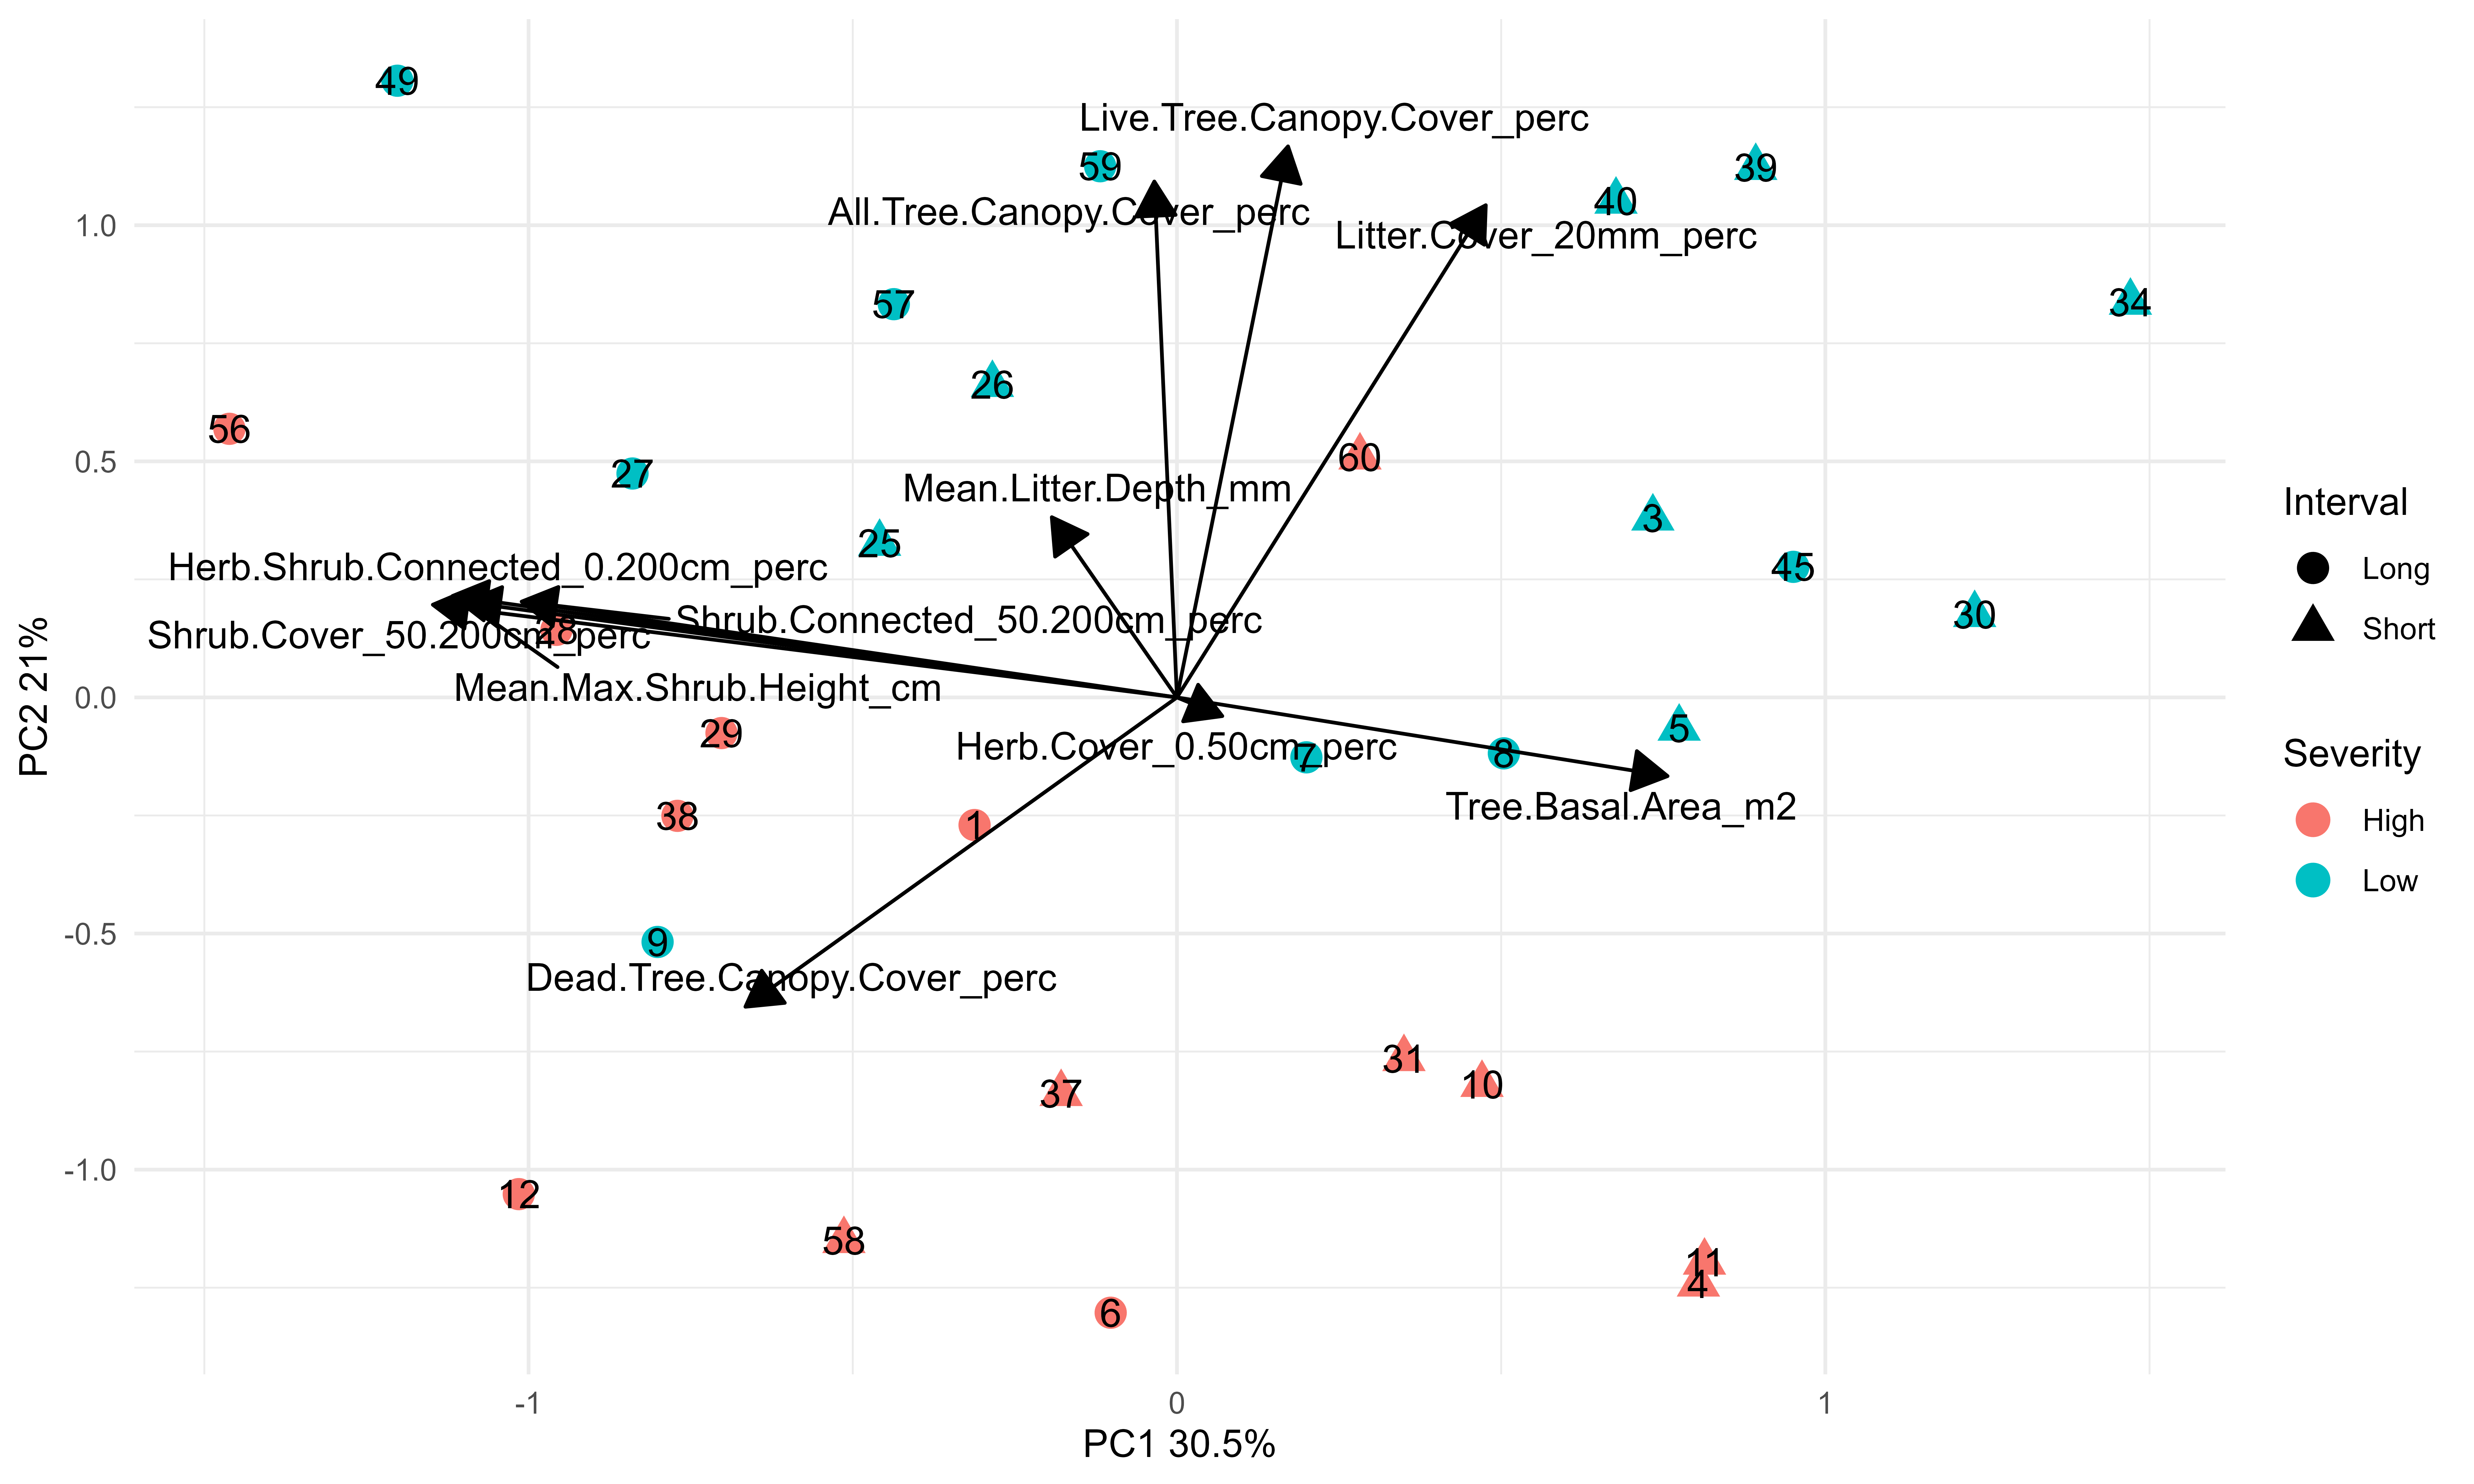 49
Live.Tree.Canopy.Cover_perc
59
39
40
All.Tree.Canopy.Cover_perc
Litter.Cover_20mm_perc
57
34
26
56
60
27
Mean.Litter.Depth_mm
3
25
Herb.Shrub.Connected_0.200cm_perc
45
30
Shrub.Connected_50.200cm_perc
Shrub.Cover_50.200cm_perc
Mean.Max.Shrub.Height_cm
29
5
Herb.Cover_0.50cm_perc
7
8
Tree.Basal.Area_m2
38
1
9
Dead.Tree.Canopy.Cover_perc
31
10
37
12
58
11
4
6
1.0
0.5
0.0
-0.5
-1.0
PC2 21%
-1
0
1
PC1 30.5%
Interval
Long
Short
Severity
High
Low